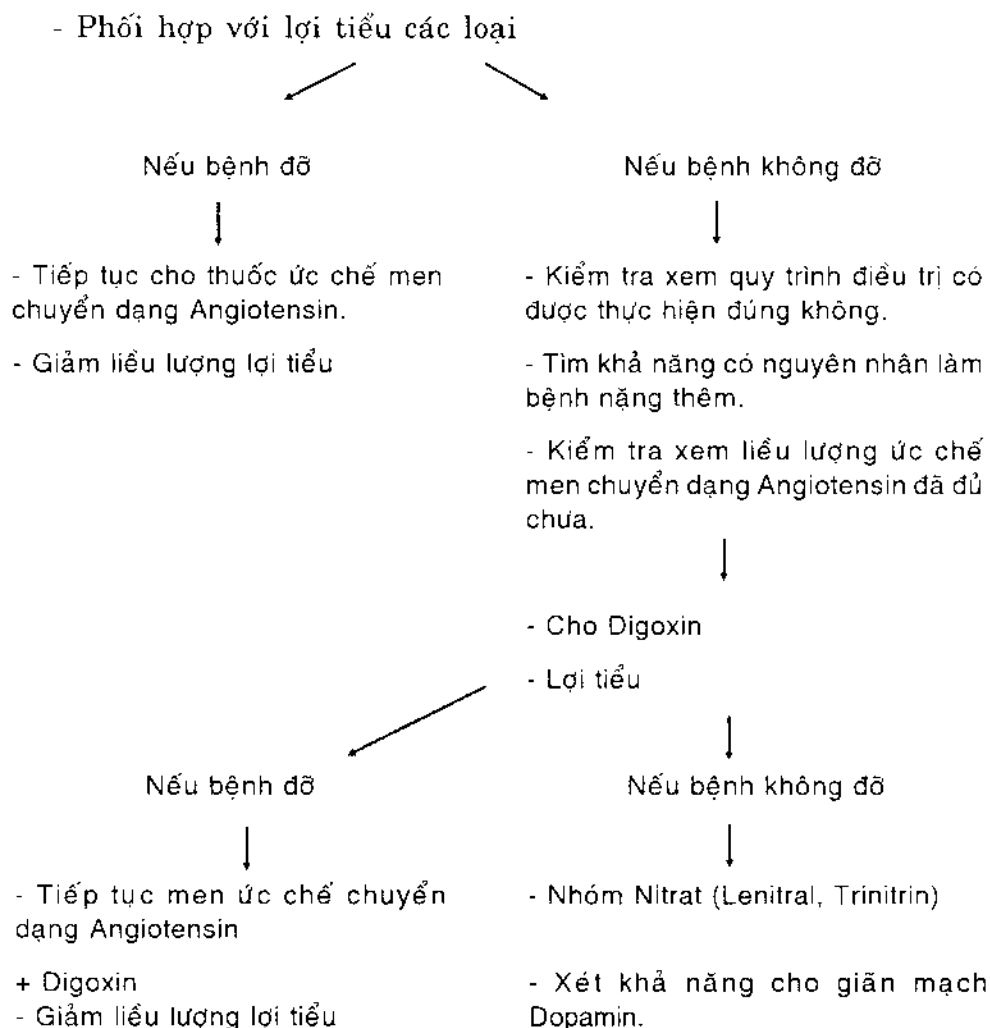 - Phối hợp với lợi tiểu các loại
Nếu bệnh đỡ
Nếu bệnh không đỡ
- Tiếp tục cho thuốc ức chế men
chuyển dạng Angiotensin.
- Giảm liều lượng lợi tiểu
- Kiểm tra xem quy trình điều trị có
được thực hiện đúng không.
- Tìm khả năng có nguyên nhân làm
bệnh nặng thêm.
- Kiểm tra xem liều lượng ức chế
men chuyển dạng Angiotensin đã đủ
chưa.
- Cho Digoxin
- Lợi tiểu
Nếu bệnh đỡ
Nếu bệnh không đỡ
- Tiếp tục men ức chế chuyển
dạng Angiotensin
+ Digoxin
- Giảm liều lượng lợi tiểu
- Nhóm Nitrat (Lenitral, Trinitrin)
- Xét khả năng cho giãn mạch
Dopamin.